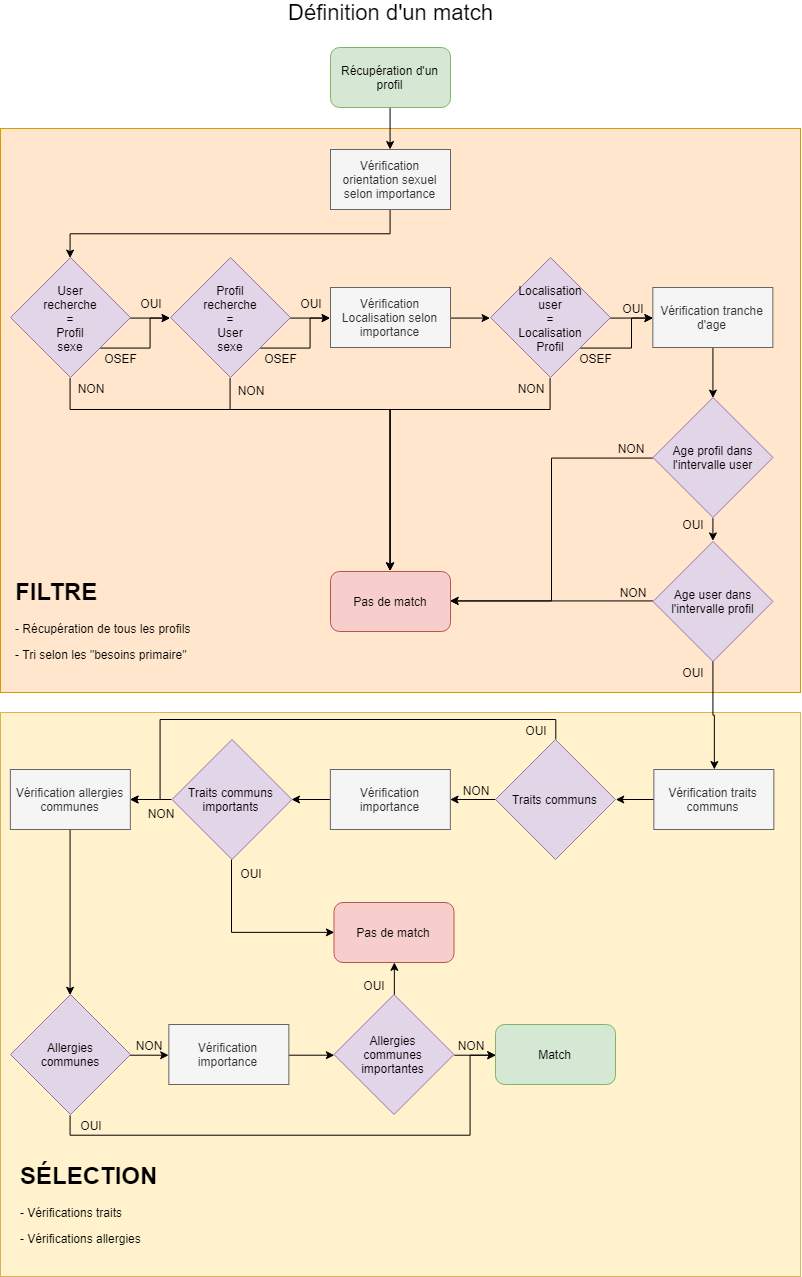 Définition d'un match
Récupération d'un
profil
Vérification
orientation sexuel
selon importance
User
recherche
=
Profil
sexe
OUI
OSEF
NON
Profil
recherche
=
User
sexe
OUI
OSEF
NON
Vérification
Localisation selon
importance
Localisation
user
=
Localisation
Profil
OUI
OSEF
NON
Vérification tranche
d'age
Age profil dans
l'intervalle user
NON
OUI
Age user dans
l'intervalle profil
NON
OUI
Pas de match
FILTRE
- Récupération de tous les profils
- Tri selon les "besoins primaire"
Vérification traits
communs
Traits communs
OUI
NON
Vérification
importance
Traits communs
importants
NON
OUI
Vérification allergies
communes
Pas de match
Allergies
communes
NON
OUI
Vérification
importance
Allergies
communes
importantes
OUI
NON
Match
SÉLECTION
- Vérifications traits
- Vérifications allergies